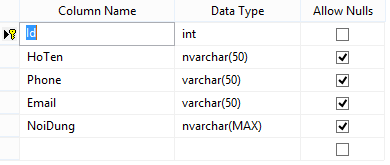 Column Name Data Type Allow Nulls
Id int
HoTen nvarchar(50)
Phone varchar(50)
Email varchar(50)
NoiDung nvarchar(MAX)